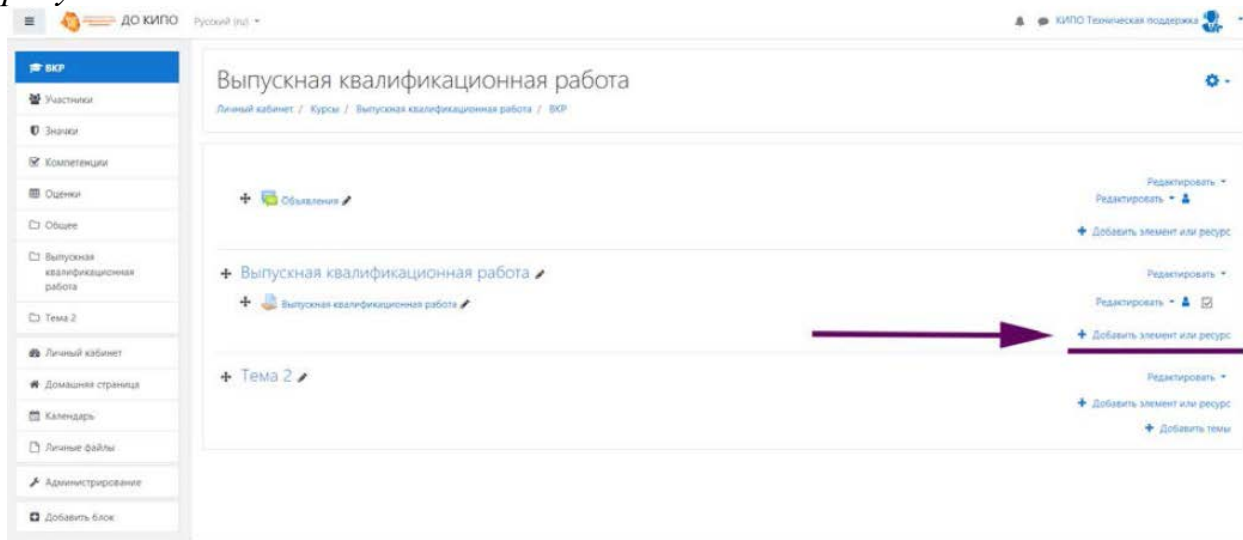 ДО КИПО Русский (ru) КИПО Техническая поддержка
ВКР
Участники
Значки
Компетенции
Оценки
Общее
Выпускная
квалификационная
работа
Тема 2
Личный кабинет
Домашняя страница
Календарь
Личные файлы
Администрирование
Добавить блок
Выпускная квалификационная работа
Личный кабинет / Курсы / Выпускная квалификационная работа / ВКР
Редактировать
Объявления Редактировать
Добавить элемент или ресурс
Выпускная квалификационная работа Редактировать
Выпускная квалификационная работа Редактировать
Добавить элемент или ресурс
Тема 2 Редактировать
Добавить элемент или ресурс
Добавить темы